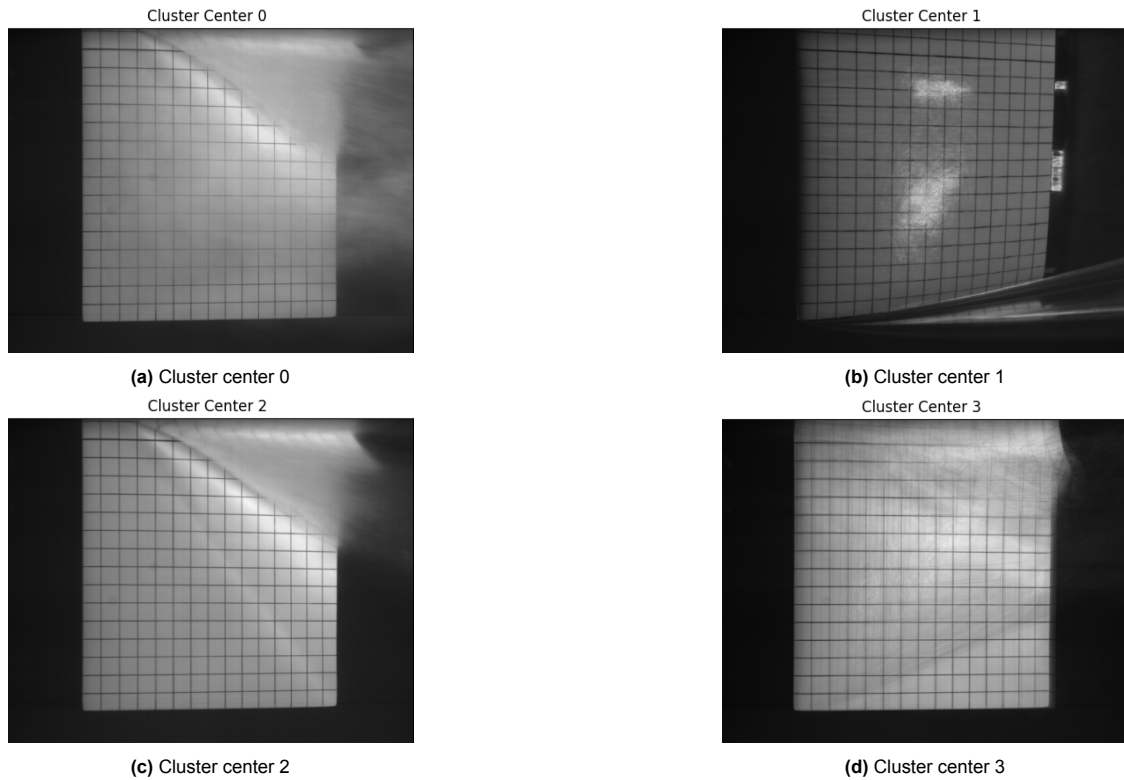 Cluster Center 0
Cluster Center 1
(a) Cluster center 0
(b) Cluster center 1
Cluster Center 2
Cluster Center 3
(c) Cluster center 2
(d) Cluster center 3